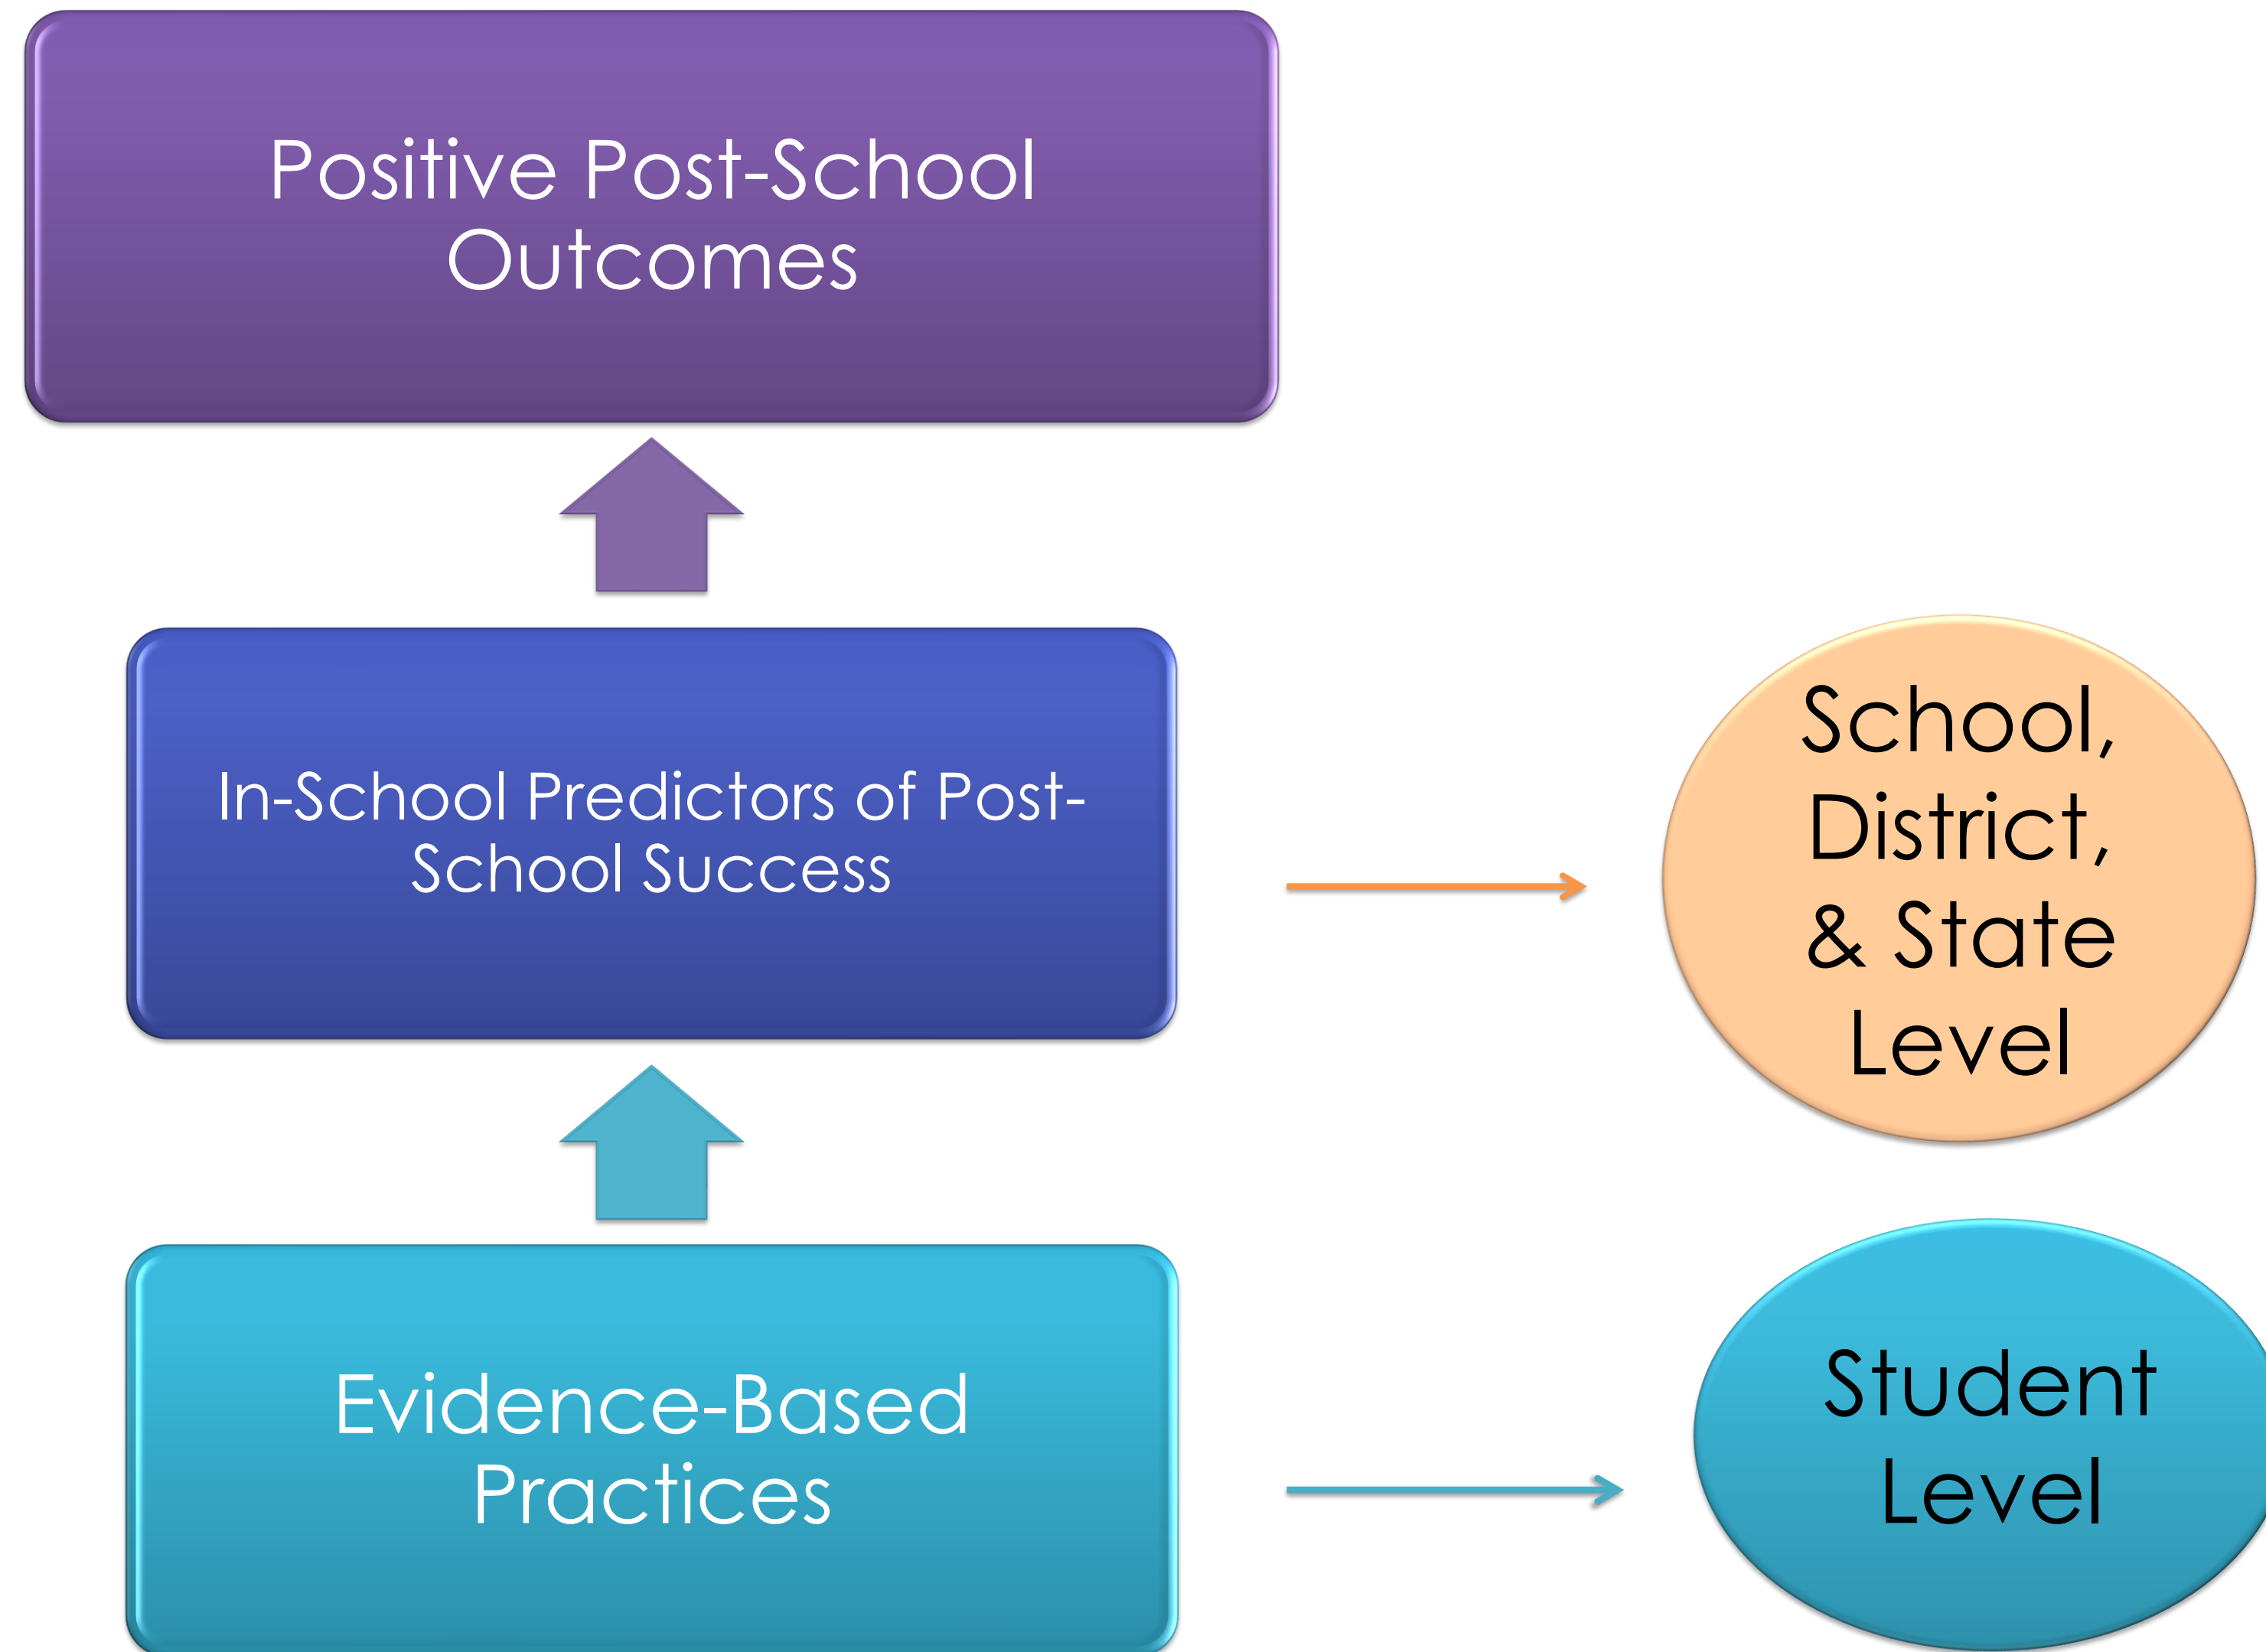 Positive Post-School
Outcomes
In-School Predictors of Post-
School Success
School,
District,
& State
Level
Evidence-Based
Practices
Student
Level